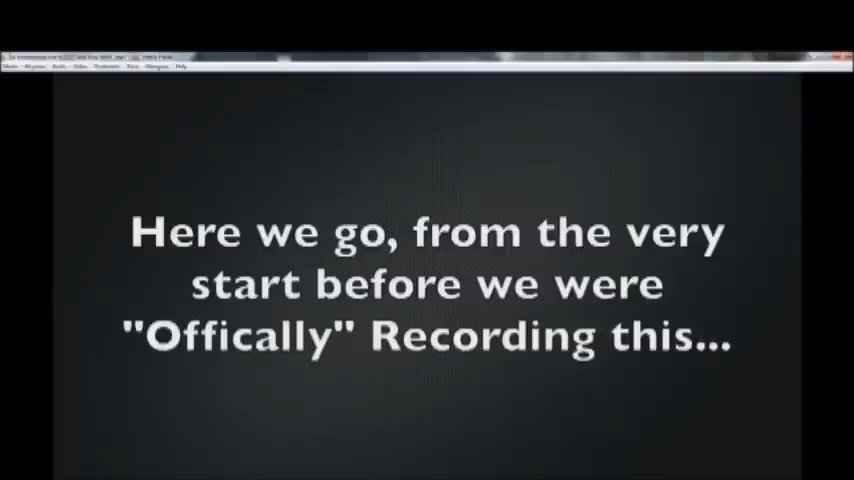 Here we go, from the very
start before we were
"Offically" Recording this...